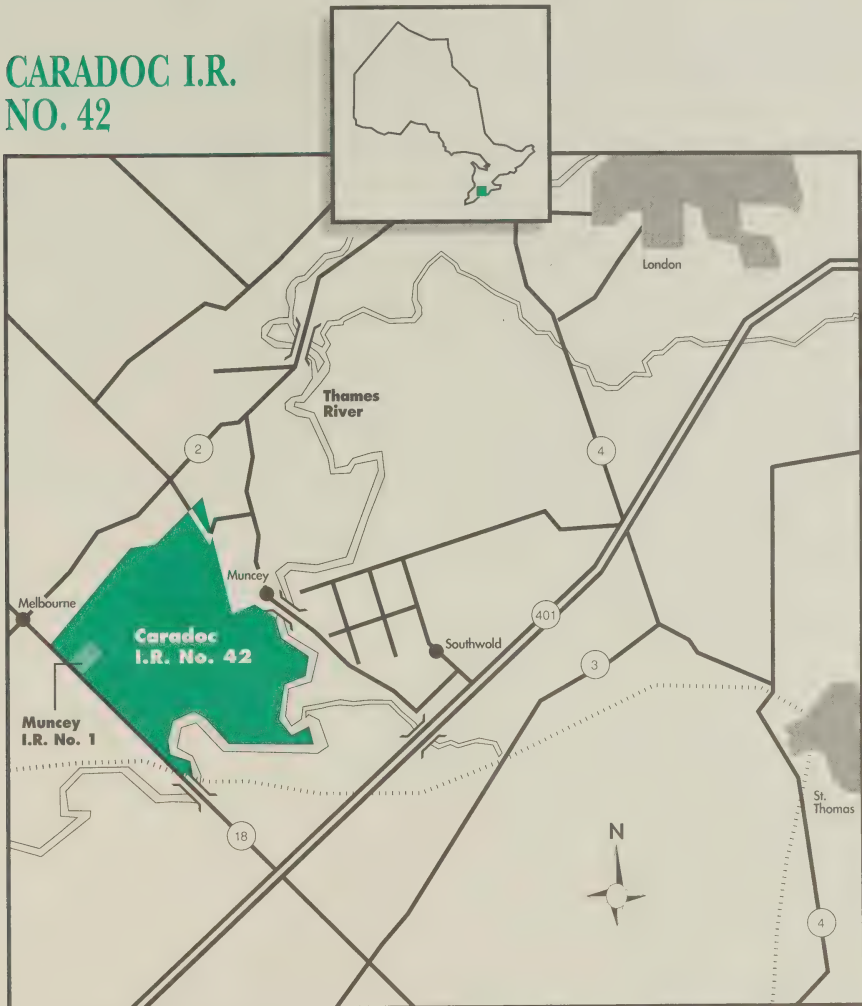 CARADOC I.R.
NO. 42
London
Thames
River
2
4
Muncey
Melbourne
Caradoc
I.R. No. 42
401
Southwold
3
Muncey
I.R. No. 1
St.
Thomas
18
N
4